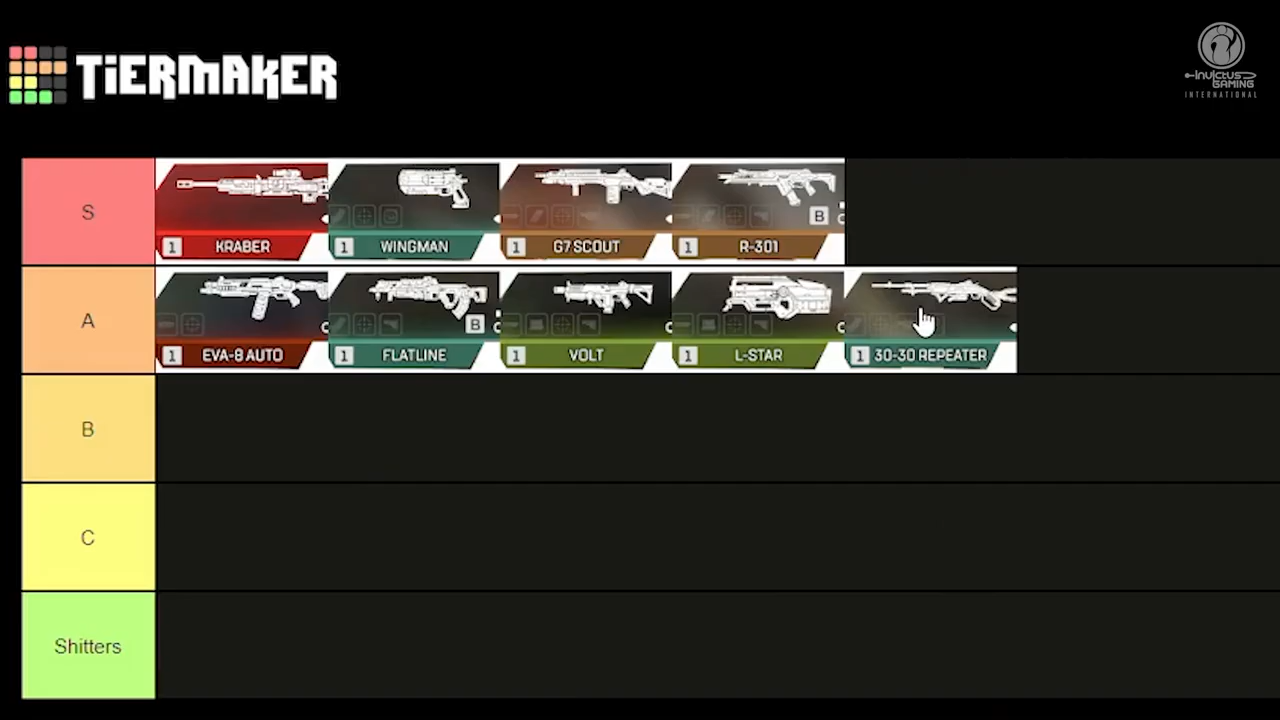 TiERMAKER
invictus
GAMING
INTERNATIONAL
S
1 KRABER
1 WINGMAN
1 G7 SCOUT
B
1 R-301
A
1 EVA-8 AUTO
B
1 FLATLINE
1 VOLT
1 L-STAR
1 30-30 REPEATER
B
C
Shitters